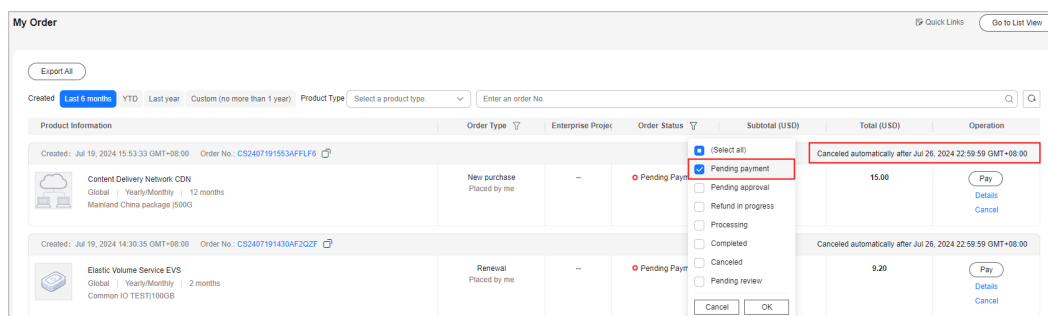 My Order
Quick Links
Go to List View
Export All
Created Last 6 months YTD Last year Custom (no more than 1 year) Product Type Select a product type. Enter an order No.
Product Information Order Type Enterprise Projec Order Status Subtotal (USD) Total (USD) Operation
Created: Jul 19, 2024 15:53:33 GMT+08:00 Order No.: CS2407191553AFFLF6 (Select all) Canceled automatically after Jul 26, 2024 22:59:59 GMT+08:00
Content Delivery Network CDN New purchase -- Pending Paym Pending payment 15.00 Pay
Global | Yearly/Monthly | 12 months Placed by me Pending approval Details
Mainland China package |500G Refund in progress Cancel
Processing
Created: Jul 19, 2024 14:30:35 GMT+08:00 Order No.: CS2407191430AF2QZF Completed Canceled automatically after Jul 26, 2024 22:59:59 GMT+08:00
Elastic Volume Service EVS Renewal -- Pending Paym Canceled 9.20 Pay
Global | Yearly/Monthly | 2 months Placed by me Pending review Details
Common IO TEST|100GB Cancel
Cancel OK